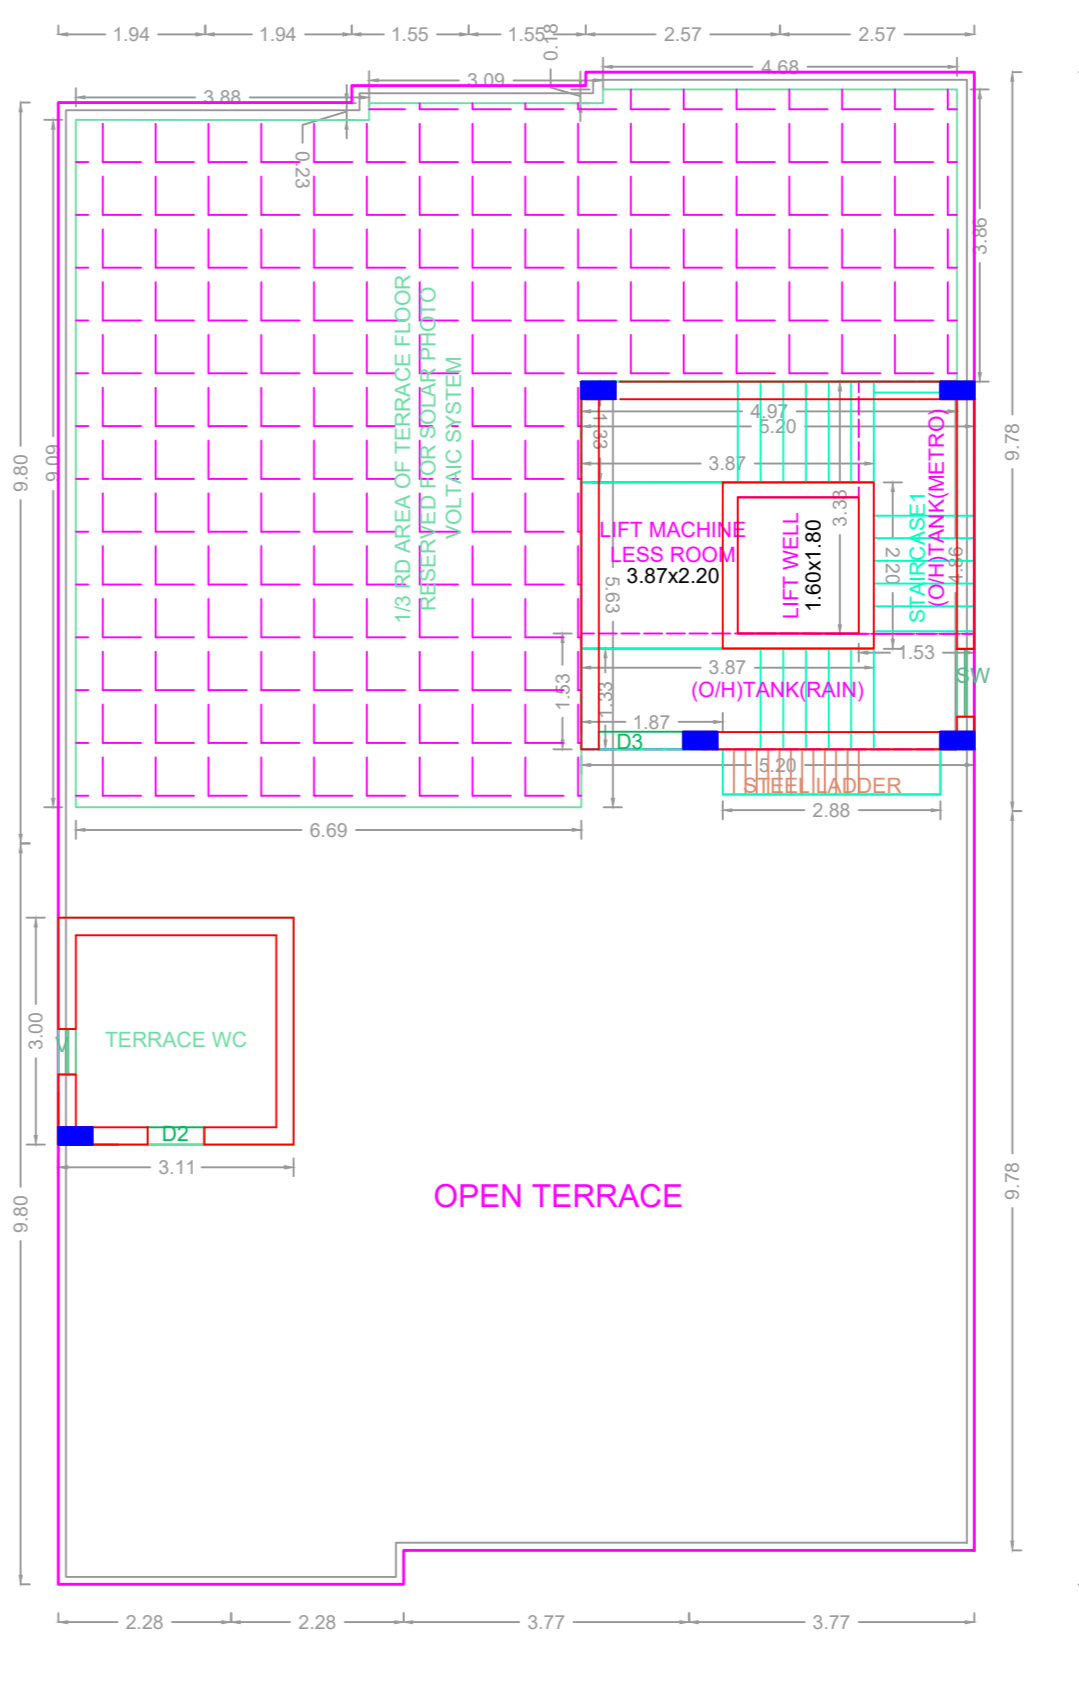 1.94
1.94
1.55
1.55
0.18
2.57
2.57
4.68
3.09
3.88
0.23
3.86
9.80
9.09
9.78
1/3 RD AREA OF TERRACE FLOOR
RESERVED FOR SOLAR PHOTO
VOLTAIC SYSTEM
4.97
5.20
1.33
3.87
3.38
LIFT MACHINE
LESS ROOM
3.87x2.20
LIFT WELL
1.60x1.80
2.20
STAIRCASE1
(O/H)TANK(METRO)
4.86
5.63
1.53
3.87
SW
(O/H)TANK(RAIN)
1.53
1.33
1.87
D3
5.20
STEEL LADDER
2.88
6.69
3.00
TERRACE WC
V
D2
3.11
9.80
9.78
OPEN TERRACE
2.28
2.28
3.77
3.77